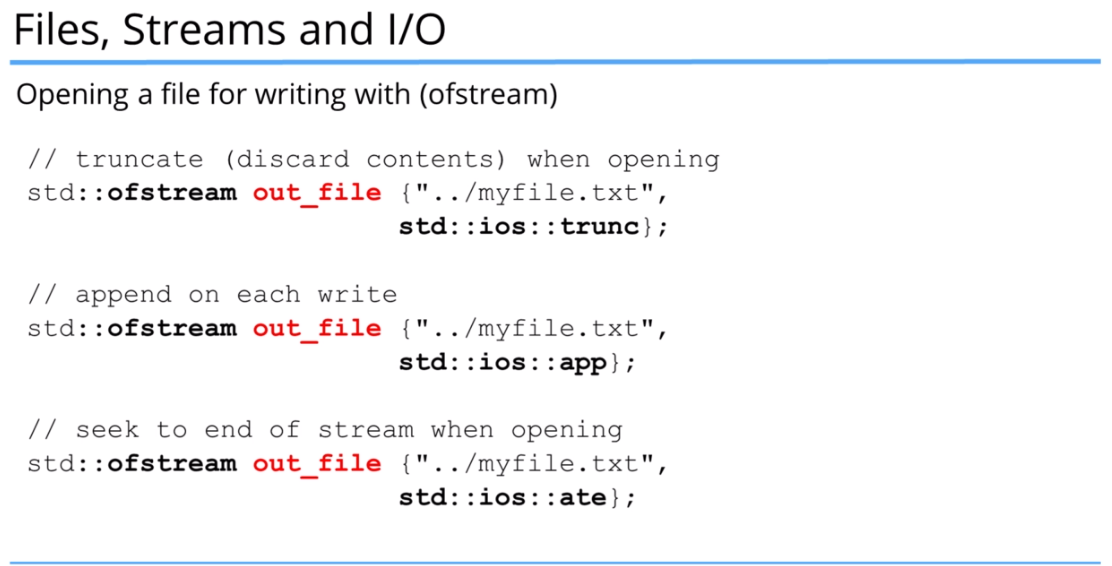 Files, Streams and I/O
Opening a file for writing with (ofstream)
// truncate (discard contents) when opening
std::ofstream out_file {"../myfile.txt",
std::ios::trunc};
// append on each write
std::ofstream out_file {"../myfile.txt",
std::ios::app};
// seek to end of stream when opening
std::ofstream out_file {"../myfile.txt",
std::ios::ate};